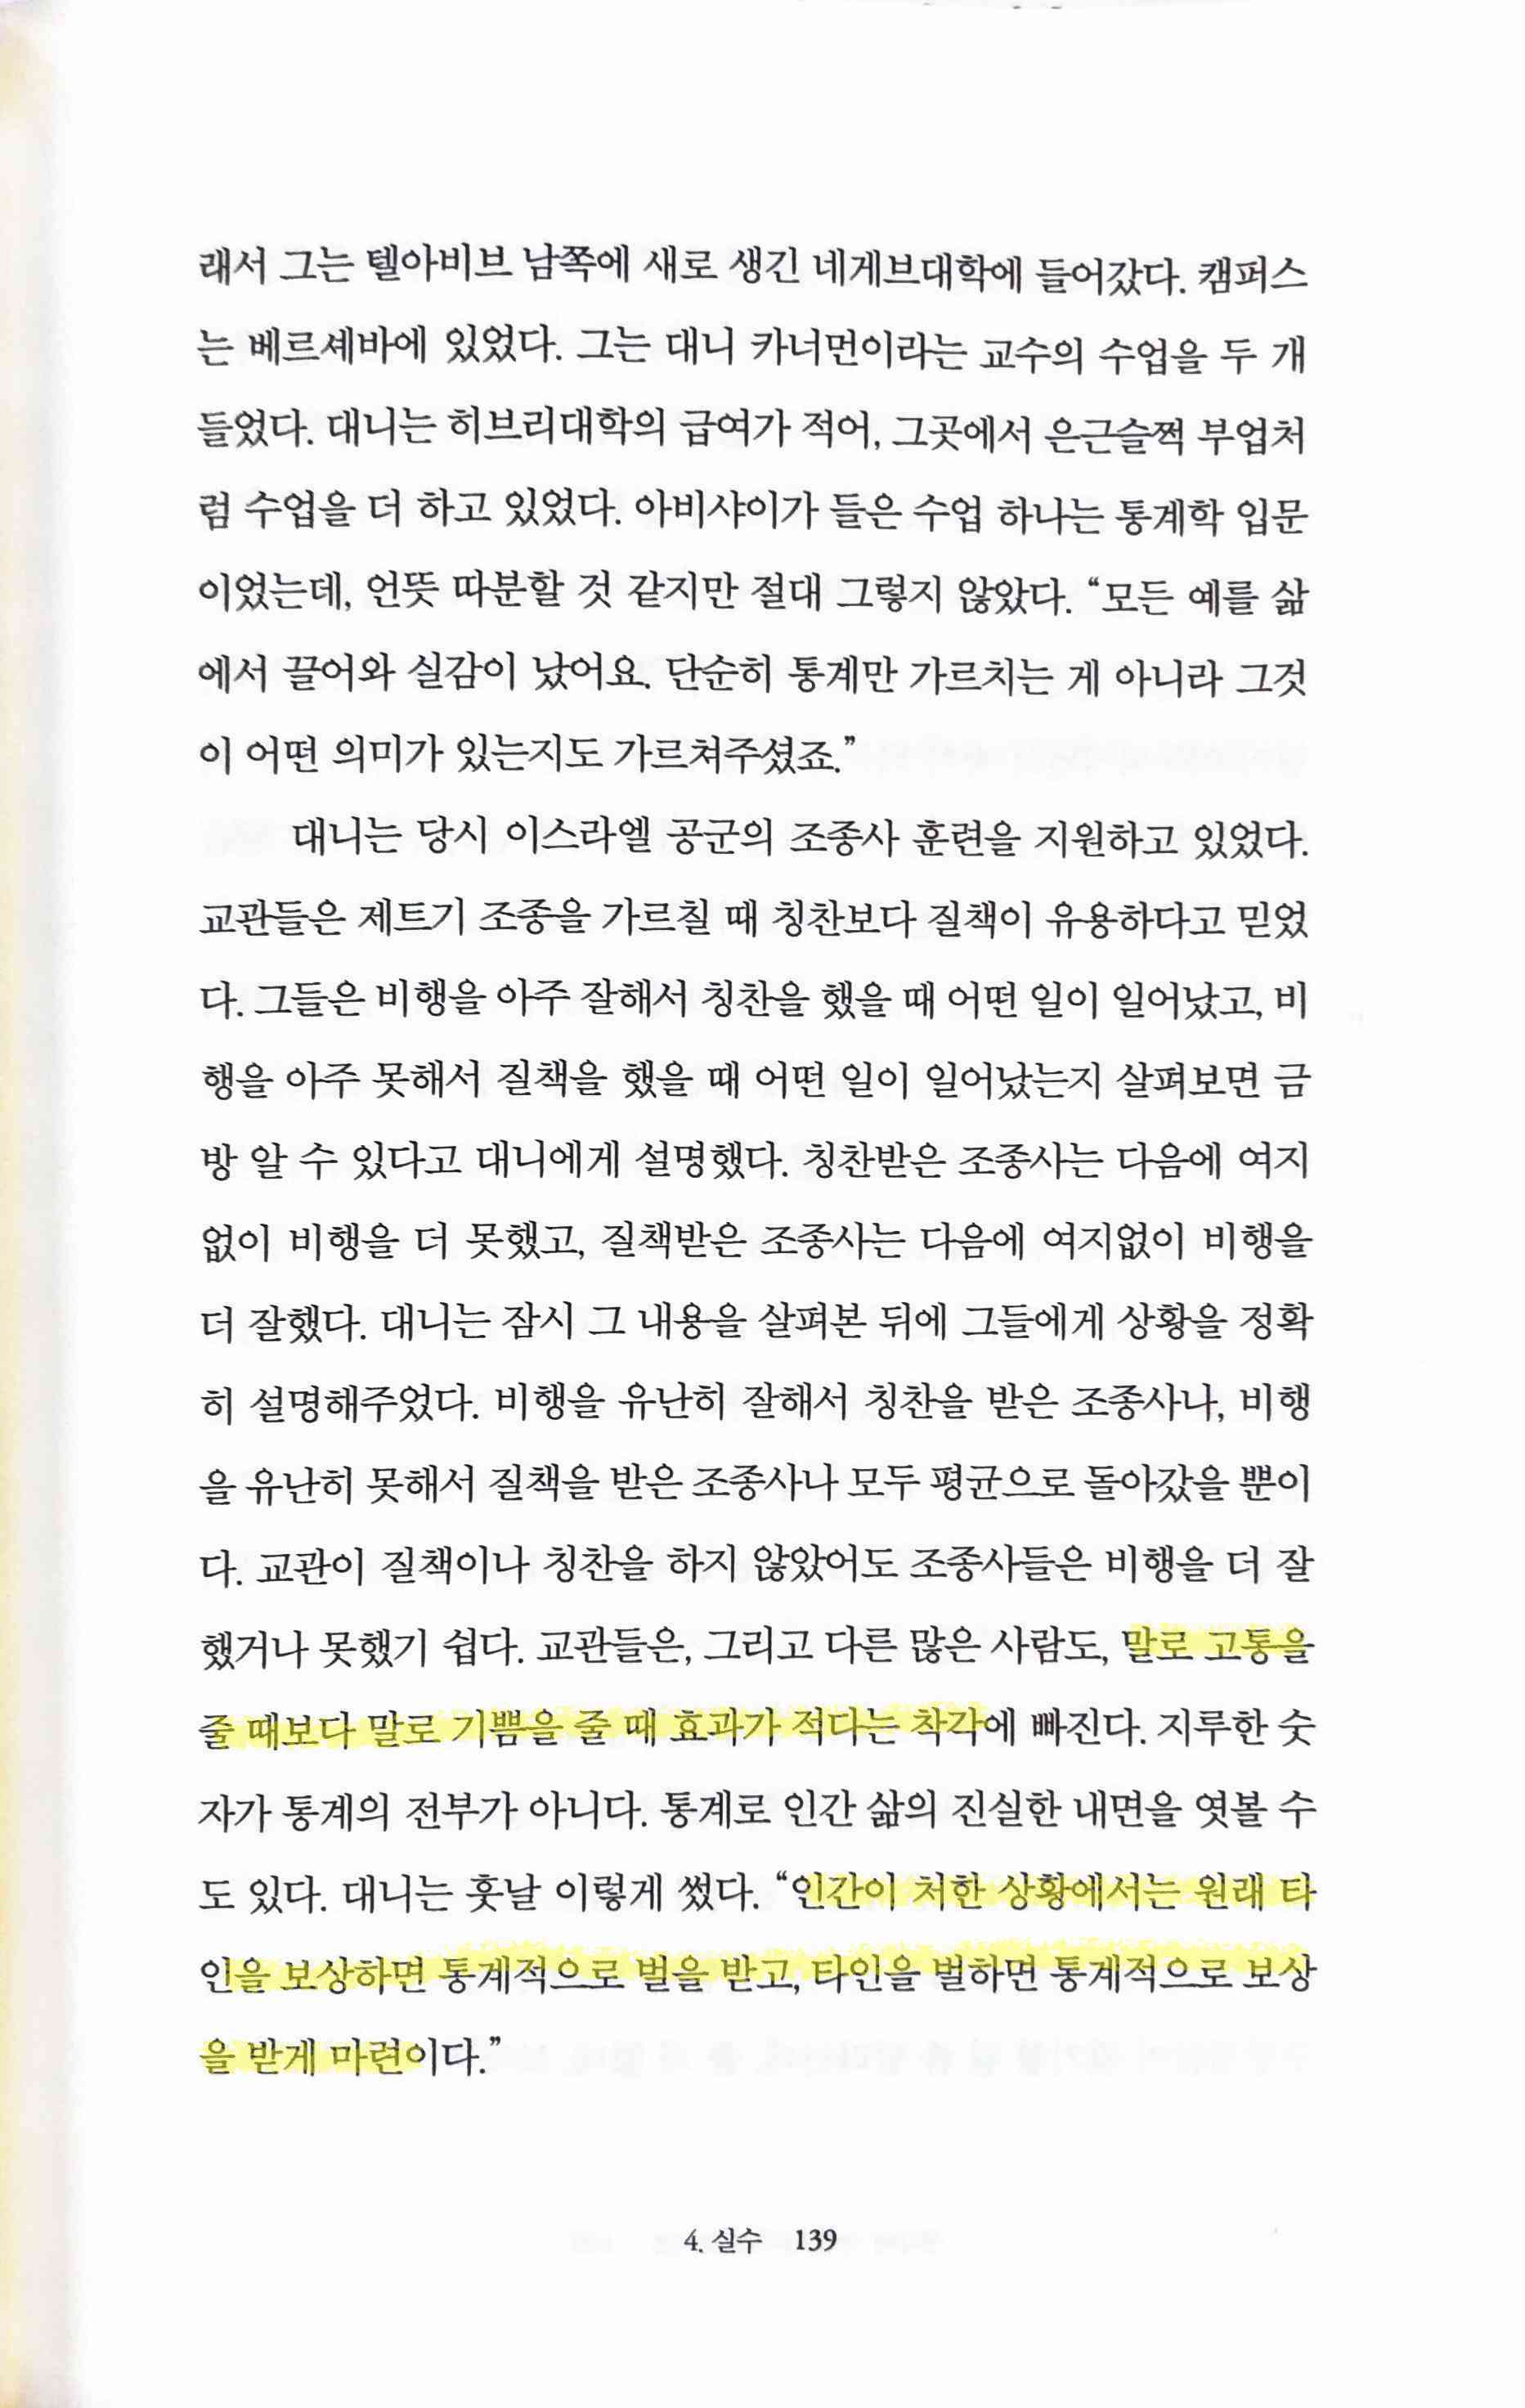 래서 그는 텔아비브 남쪽에 새로 생긴 네게브대학에 들어갔다. 캠퍼스
는 베르셰바에 있었다. 그는 대니 카너먼이라는 교수의 수업을 두 개
들었다. 대니는 히브리대학의 급여가 적어, 그곳에서 은근슬쩍 부업처
럼 수업을 더 하고 있었다. 아비샤이가 들은 수업 하나는 통계학 입문
이었는데, 언뜻 따분할 것 같지만 절대 그렇지 않았다. “모든 예를 삶
에서 끌어와 실감이 났어요. 단순히 통계만 가르치는 게 아니라 그것
이 어떤 의미가 있는지도 가르쳐주셨죠.”
대니는 당시 이스라엘 공군의 조종사 훈련을 지원하고 있었다.
교관들은 제트기 조종을 가르칠 때 칭찬보다 질책이 유용하다고 믿었
다. 그들은 비행을 아주 잘해서 칭찬을 했을 때 어떤 일이 일어났고, 비
행을 아주 못해서 질책을 했을 때 어떤 일이 일어났는지 살펴보면 금
방 알 수 있다고 대니에게 설명했다. 칭찬받은 조종사는 다음에 여지
없이 비행을 더 못했고, 질책받은 조종사는 다음에 여지없이 비행을
더 잘했다. 대니는 잠시 그 내용을 살펴본 뒤에 그들에게 상황을 정확
히 설명해주었다. 비행을 유난히 잘해서 칭찬을 받은 조종사나, 비행
을 유난히 못해서 질책을 받은 조종사나 모두 평균으로 돌아갔을 뿐이
다. 교관이 질책이나 칭찬을 하지 않았어도 조종사들은 비행을 더 잘
했거나 못했기 쉽다. 교관들은, 그리고 다른 많은 사람도, 말로 고통을
줄 때보다 말로 기쁨을 줄 때 효과가 적다는 착각에 빠진다. 지루한 숫
자가 통계의 전부가 아니다. 통계로 인간 삶의 진실한 내면을 엿볼 수
도 있다. 대니는 훗날 이렇게 썼다. “인간이 처한 상황에서는 원래 타
인을 보상하면 통계적으로 벌을 받고, 타인을 벌하면 통계적으로 보상
을 받게 마련이다.”
4. 실수 139